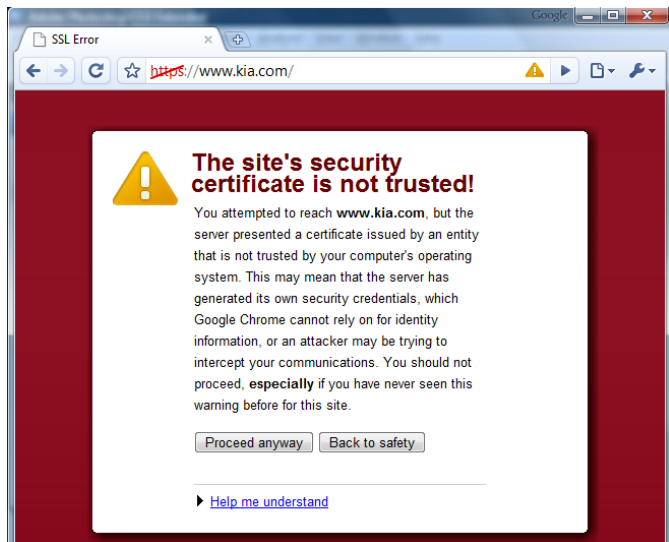 Google
SSL Error
https://www.kia.com/
The site's security
certificate is not trusted!
You attempted to reach www.kia.com, but the
server presented a certificate issued by an entity
that is not trusted by your computer's operating
system. This may mean that the server has
generated its own security credentials, which
Google Chrome cannot rely on for identity
information, or an attacker may be trying to
intercept your communications. You should not
proceed, especially if you have never seen this
warning before for this site.
Proceed anyway Back to safety
Help me understand